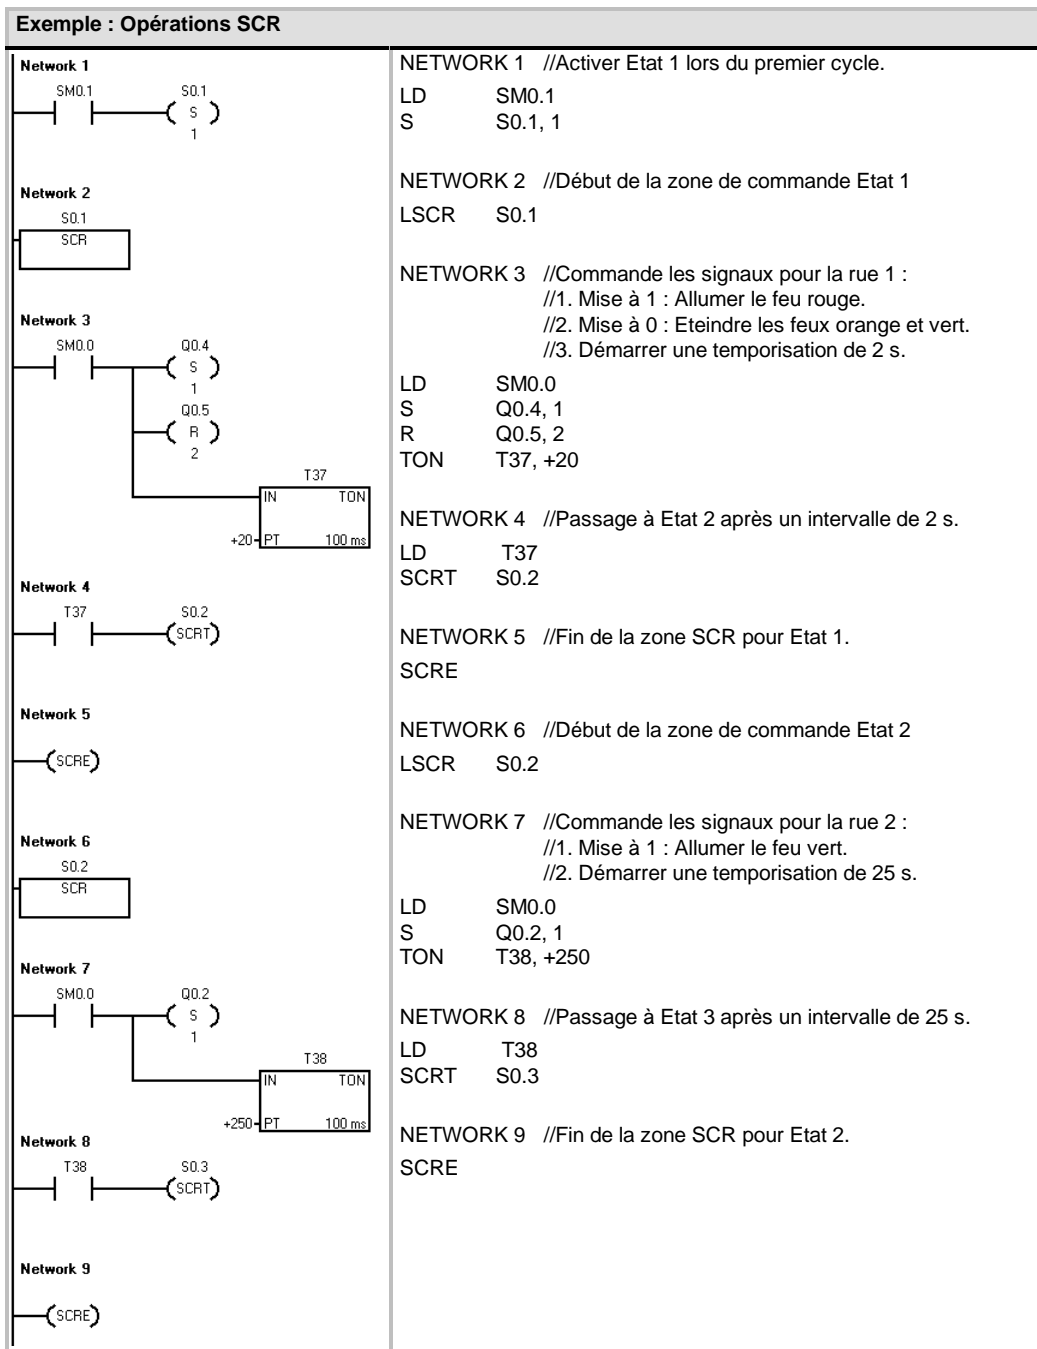 Exemple : Opérations SCR
Network 1
SM0.1 S0.1
S
1
Network 2
S0.1
SCR
Network 3
SM0.0 Q0.4
S
1
Q0.5
R
2
T37
IN TON
+20 PT 100 ms
Network 4
T37 S0.2
SCRT
Network 5
SCRE
Network 6
S0.2
SCR
Network 7
SM0.0 Q0.2
S
1
T38
IN TON
+250 PT 100 ms
Network 8
T38 S0.3
SCRT
Network 9
SCRE
NETWORK 1 //Activer Etat 1 lors du premier cycle.
LD SM0.1
S S0.1, 1
NETWORK 2 //Début de la zone de commande Etat 1
LSCR S0.1
NETWORK 3 //Commande les signaux pour la rue 1 :
//1. Mise à 1 : Allumer le feu rouge.
//2. Mise à 0 : Eteindre les feux orange et vert.
//3. Démarrer une temporisation de 2 s.
LD SM0.0
S Q0.4, 1
R Q0.5, 2
TON T37, +20
NETWORK 4 //Passage à Etat 2 après un intervalle de 2 s.
LD T37
SCRT S0.2
NETWORK 5 //Fin de la zone SCR pour Etat 1.
SCRE
NETWORK 6 //Début de la zone de commande Etat 2
LSCR S0.2
NETWORK 7 //Commande les signaux pour la rue 2 :
//1. Mise à 1 : Allumer le feu vert.
//2. Démarrer une temporisation de 25 s.
LD SM0.0
S Q0.2, 1
TON T38, +250
NETWORK 8 //Passage à Etat 3 après un intervalle de 25 s.
LD T38
SCRT S0.3
NETWORK 9 //Fin de la zone SCR pour Etat 2.
SCRE